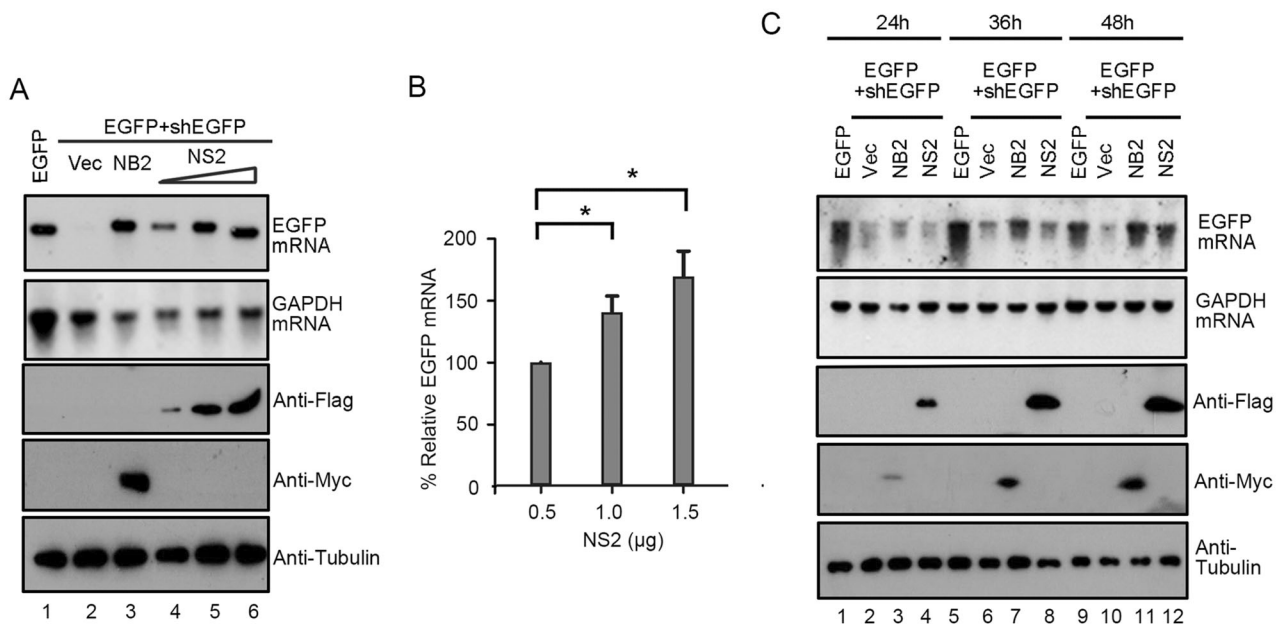 A
EGFP+shEGFP
EGFP
Vec NB2 NS2
EGFP
mRNA
GAPDH
mRNA
Anti-Flag
Anti-Myc
Anti-Tubulin
1 2 3 4 5 6
B
* 
*
% Relative EGFP mRNA
200
150
100
50
0
0.5 1.0 1.5
NS2 (µg)
C
24h 36h 48h
EGFP EGFP EGFP
+shEGFP +shEGFP +shEGFP
EGFP Vec NB2 NS2 EGFP Vec NB2 NS2 EGFP Vec NB2 NS2
EGFP
mRNA
GAPDH
mRNA
Anti-Flag
Anti-Myc
Anti-
Tubulin
1 2 3 4 5 6 7 8 9 10 11 12